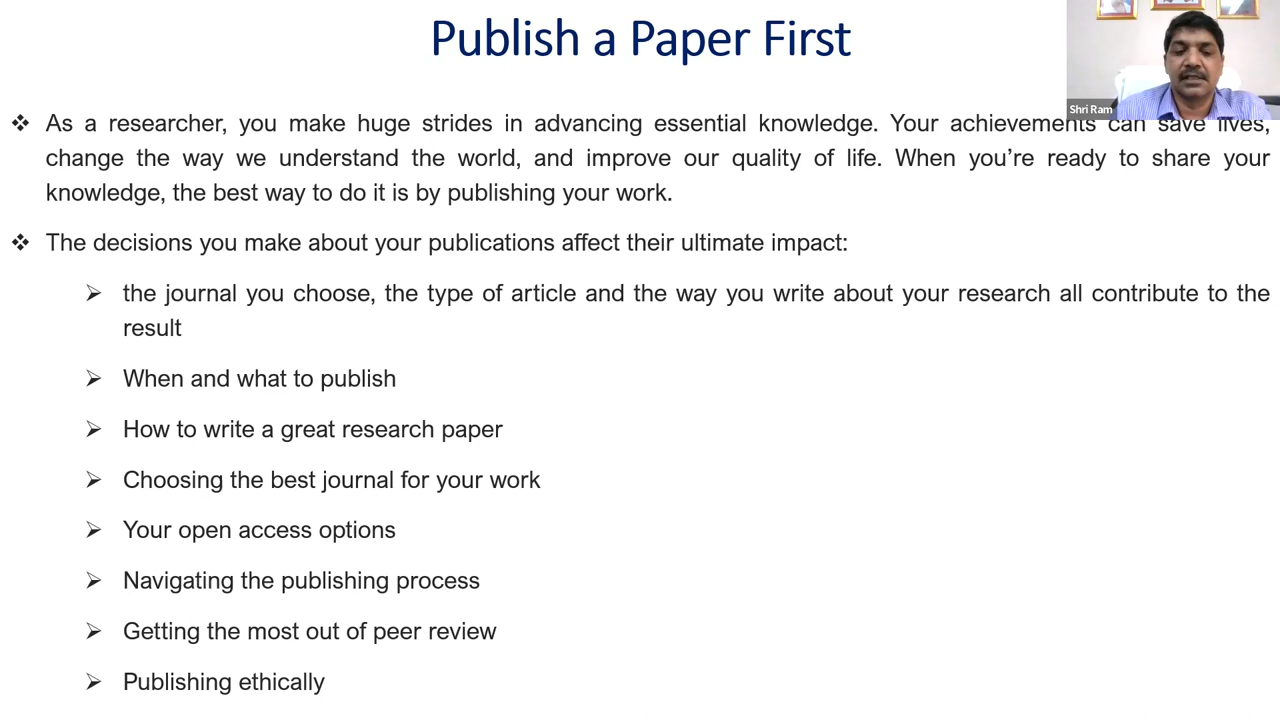 Publish a Paper First
Shri Ram
❖ As a researcher, you make huge strides in advancing essential knowledge. Your achievements can save lives,
change the way we understand the world, and improve our quality of life. When you’re ready to share your
knowledge, the best way to do it is by publishing your work.
❖ The decisions you make about your publications affect their ultimate impact:
➢ the journal you choose, the type of article and the way you write about your research all contribute to the
result
➢ When and what to publish
➢ How to write a great research paper
➢ Choosing the best journal for your work
➢ Your open access options
➢ Navigating the publishing process
➢ Getting the most out of peer review
➢ Publishing ethically